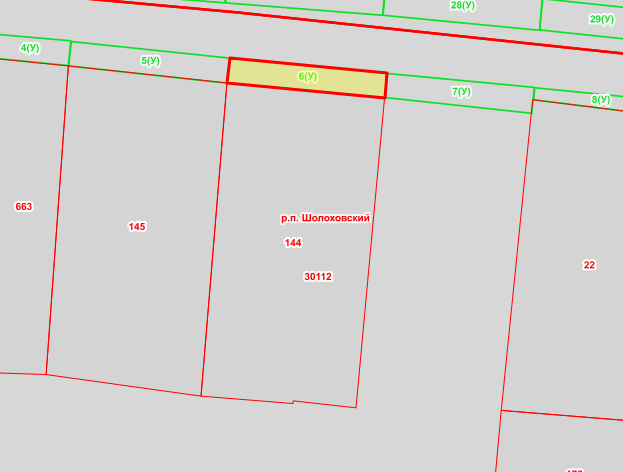 28(У)
29(У)
4(У)
5(У)
6(У)
7(У)
8(У)
663
145
р.п. Шолоховский
144
30112
22